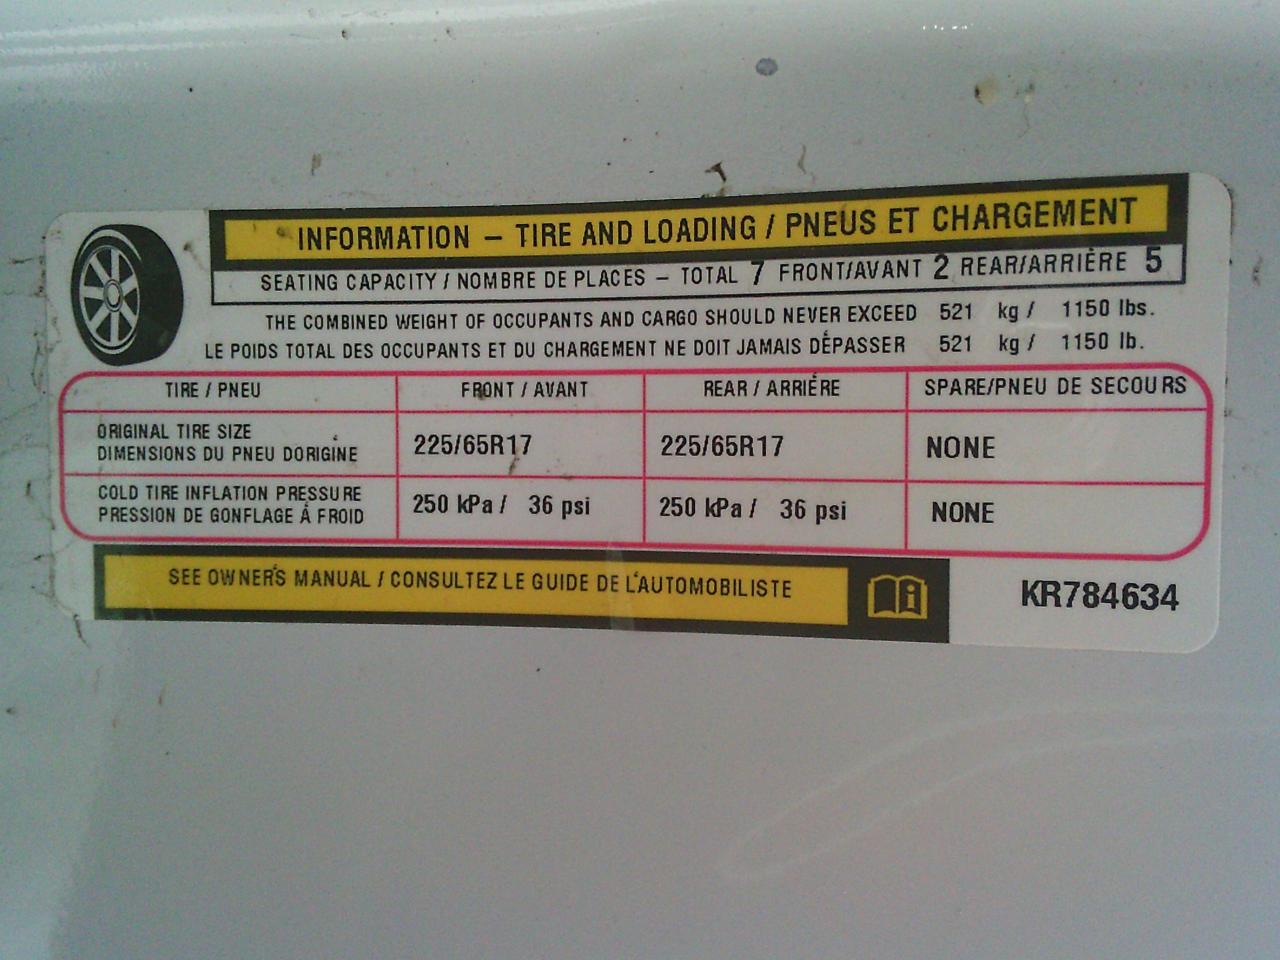 INFORMATION – TIRE AND LOADING / PNEUS ET CHARGEMENT
SEATING CAPACITY / NOMBRE DE PLACES – TOTAL 7 FRONT/AVANT 2 REAR/ARRIÈRE 5
THE COMBINED WEIGHT OF OCCUPANTS AND CARGO SHOULD NEVER EXCEED 521 kg / 1150 lbs.
LE POIDS TOTAL DES OCCUPANTS ET DU CHARGEMENT NE DOIT JAMAIS DÉPASSER 521 kg / 1150 lb.
TIRE / PNEU FRONT / AVANT REAR / ARRIÉRE SPARE/PNEU DE SECOURS
ORIGINAL TIRE SIZE
DIMENSIONS DU PNEU DORIGINE 225/65R17 225/65R17 NONE
COLD TIRE INFLATION PRESSURE
PRESSION DE GONFLAGE À FROID 250 kPa / 36 psi 250 kPa / 36 psi NONE
SEE OWNER'S MANUAL / CONSULTEZ LE GUIDE DE L'AUTOMOBILISTE
KR784634